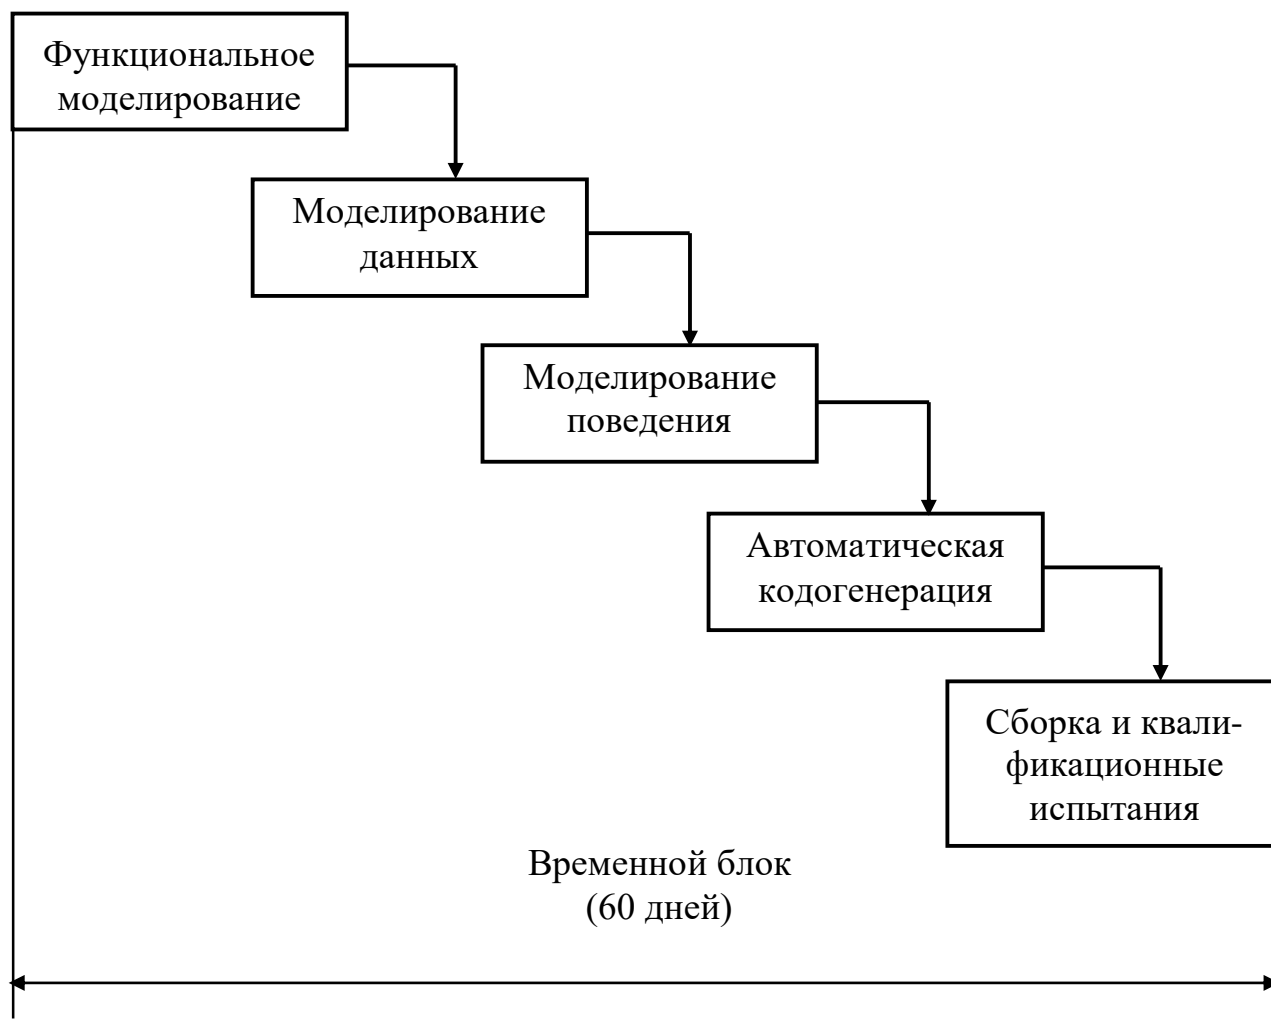 Функциональное
моделирование
Моделирование
данных
Моделирование
поведения
Автоматическая
кодогенерация
Сборка и квали-
фикационные
испытания
Временной блок
(60 дней)